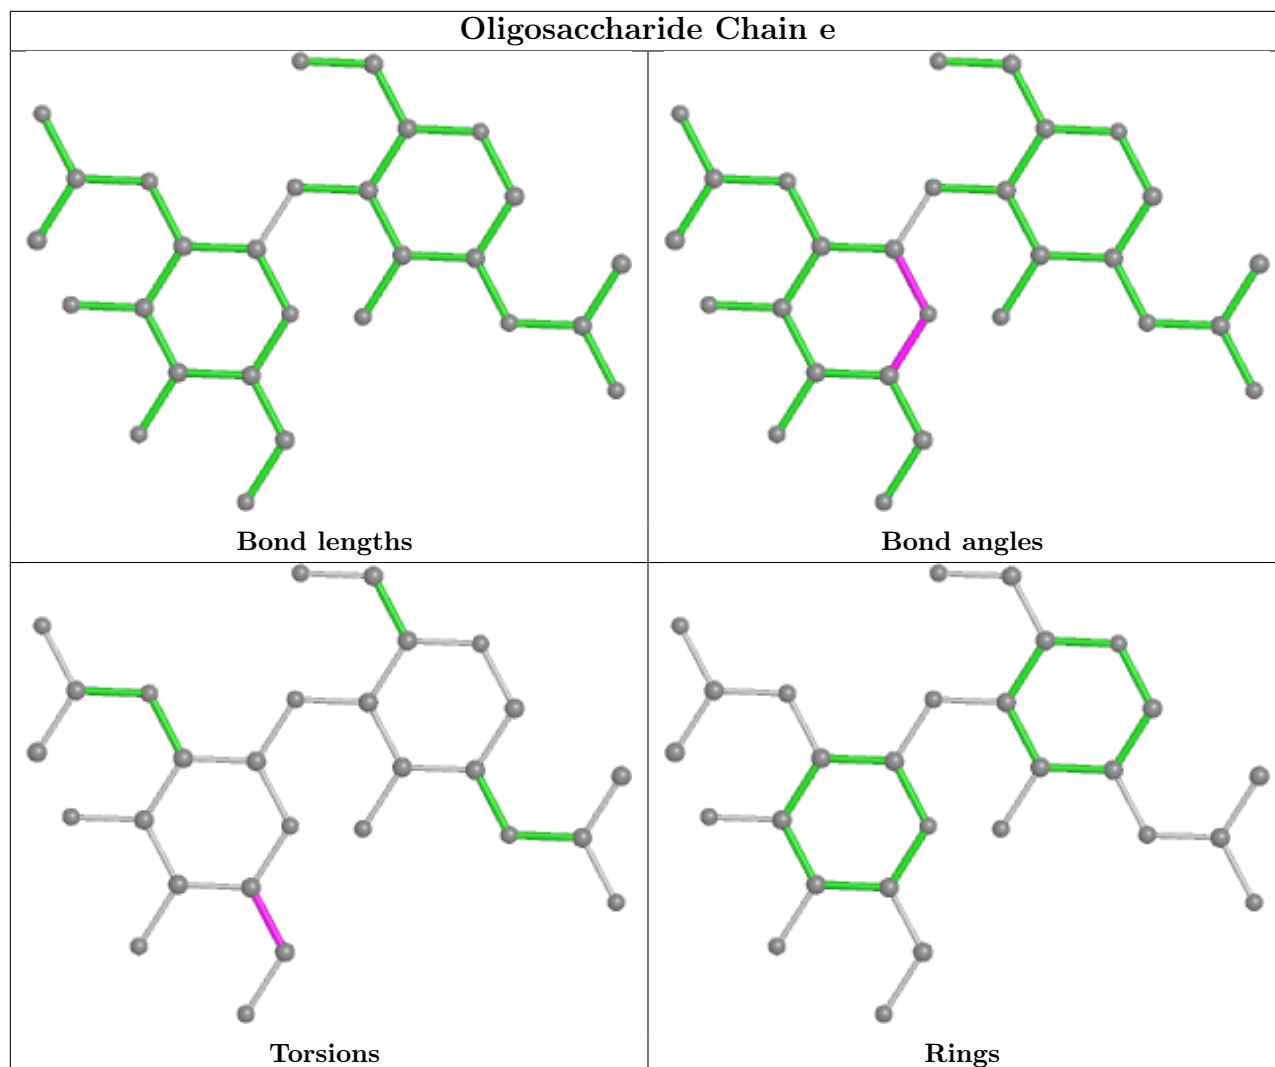 Oligosaccharide Chain e
Bond lengths
Bond angles
Torsions
Rings